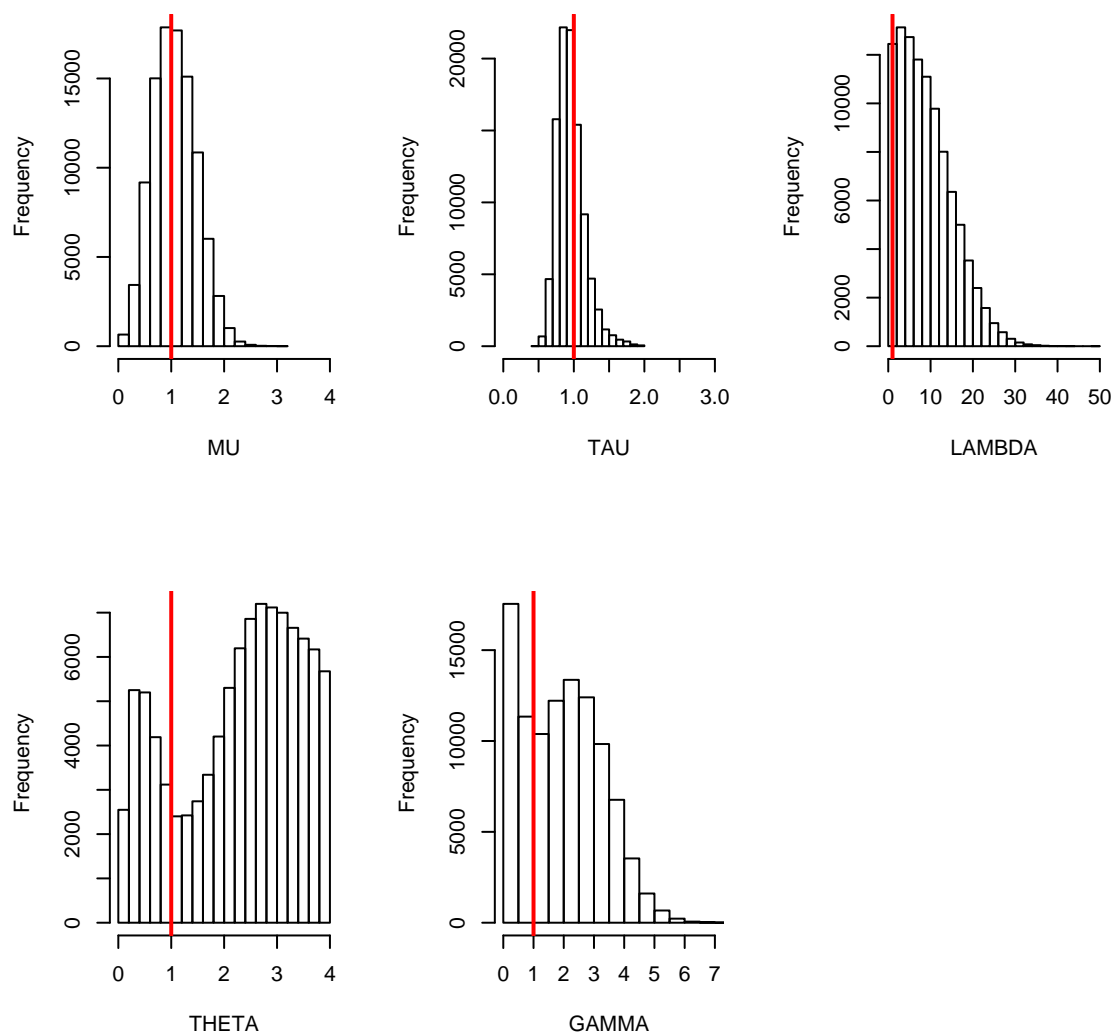 Frequency
0 5000 10000 15000
0 1 2 3 4
MU
Frequency
0 5000 10000 20000
0.0 1.0 2.0 3.0
TAU
Frequency
0 2000 6000 10000
0 10 20 30 40 50
LAMBDA
Frequency
0 2000 4000 6000
0 1 2 3 4
THETA
Frequency
0 5000 10000 15000
0 1 2 3 4 5 6 7
GAMMA